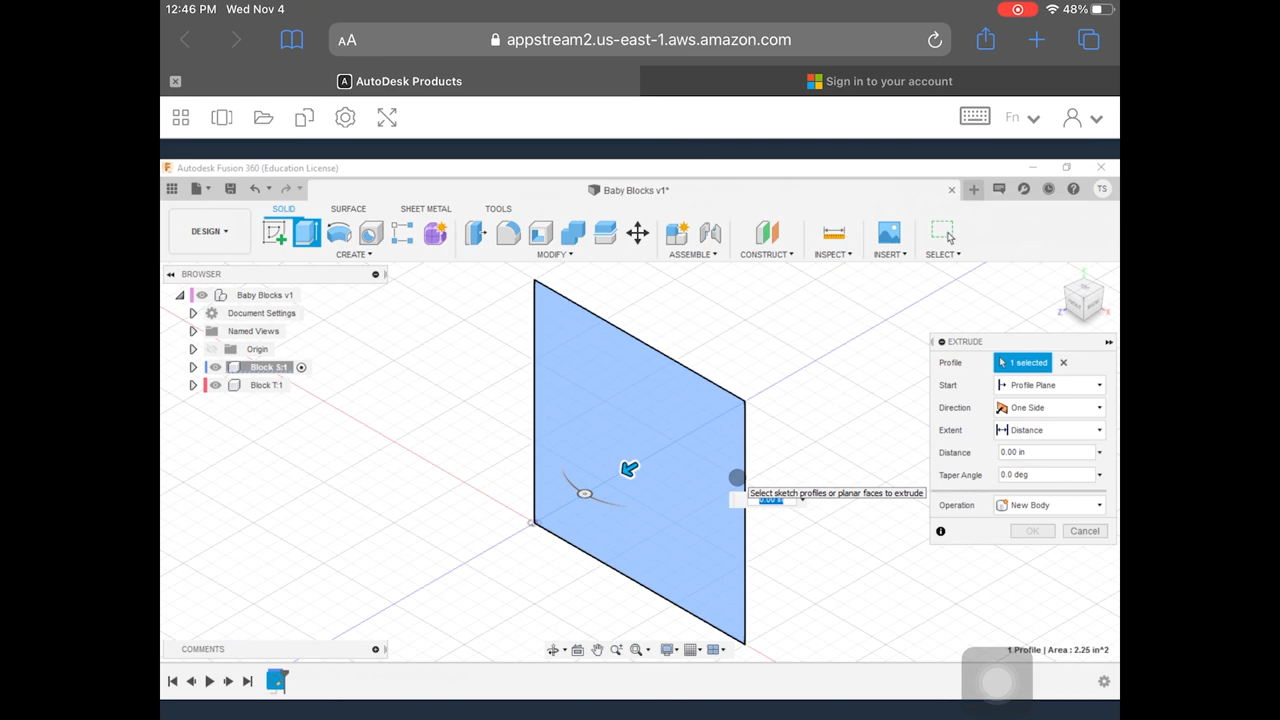 12:46 PM Wed Nov 4
48%
AA appstream2.us-east-1.aws.amazon.com
AutoDesk Products
Sign in to your account
Fn
Autodesk Fusion 360 (Education License)
Baby Blocks v1*
TS
SOLID SURFACE SHEET METAL TOOLS
DESIGN
CREATE MODIFY ASSEMBLE CONSTRUCT INSPECT INSERT SELECT
BROWSER
Baby Blocks v1
Document Settings
Named Views
Origin
Block S:1
Block T:1
EXTRUDE
Profile 1 selected
Start Profile Plane
Direction One Side
Extent Distance
Distance 0.00 in
Taper Angle 0.0 deg
Operation New Body
OK Cancel
Select sketch profiles or planar faces to extrude
COMMENTS
1 Profile | Area : 2.25 in^2